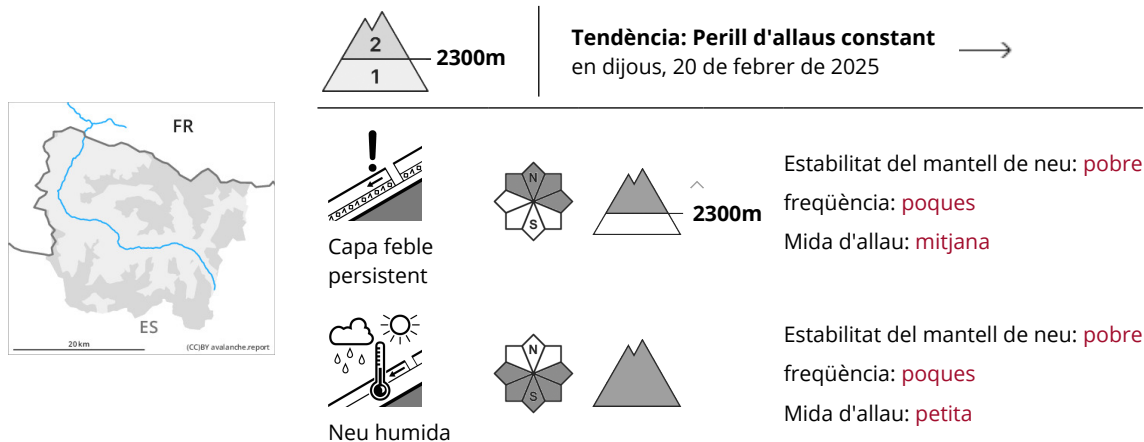 2
1
2300m
Tendència: Perill d'allaus constant
en dijous, 20 de febrer de 2025
FR
ES
20 km
(CC)BY avalanche.report
Capa feble
persistent
N
S
2300m
Estabilitat del mantell de neu: pobre
freqüència: poques
Mida d'allau: mitjana
Neu humida
N
S
Estabilitat del mantell de neu: pobre
freqüència: poques
Mida d'allau: petita